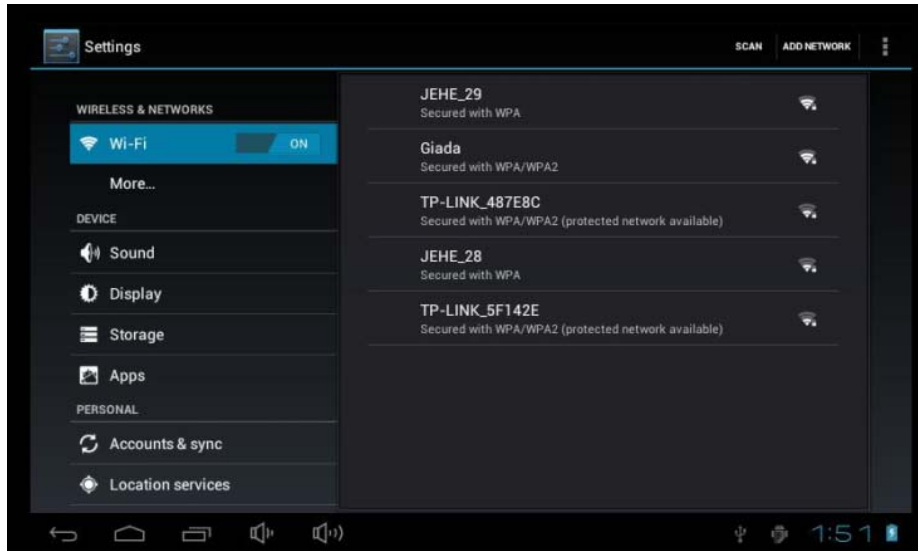 Settings
SCAN
ADD NETWORK
WIRELESS & NETWORKS
Wi-Fi
ON
More...
DEVICE
Sound
Display
Storage
Apps
PERSONAL
Accounts & sync
Location services
JEHE_29
Secured with WPA
Giada
Secured with WPA/WPA2
TP-LINK_487E8C
Secured with WPA/WPA2 (protected network available)
JEHE_28
Secured with WPA
TP-LINK_5F142E
Secured with WPA/WPA2 (protected network available)
1:51